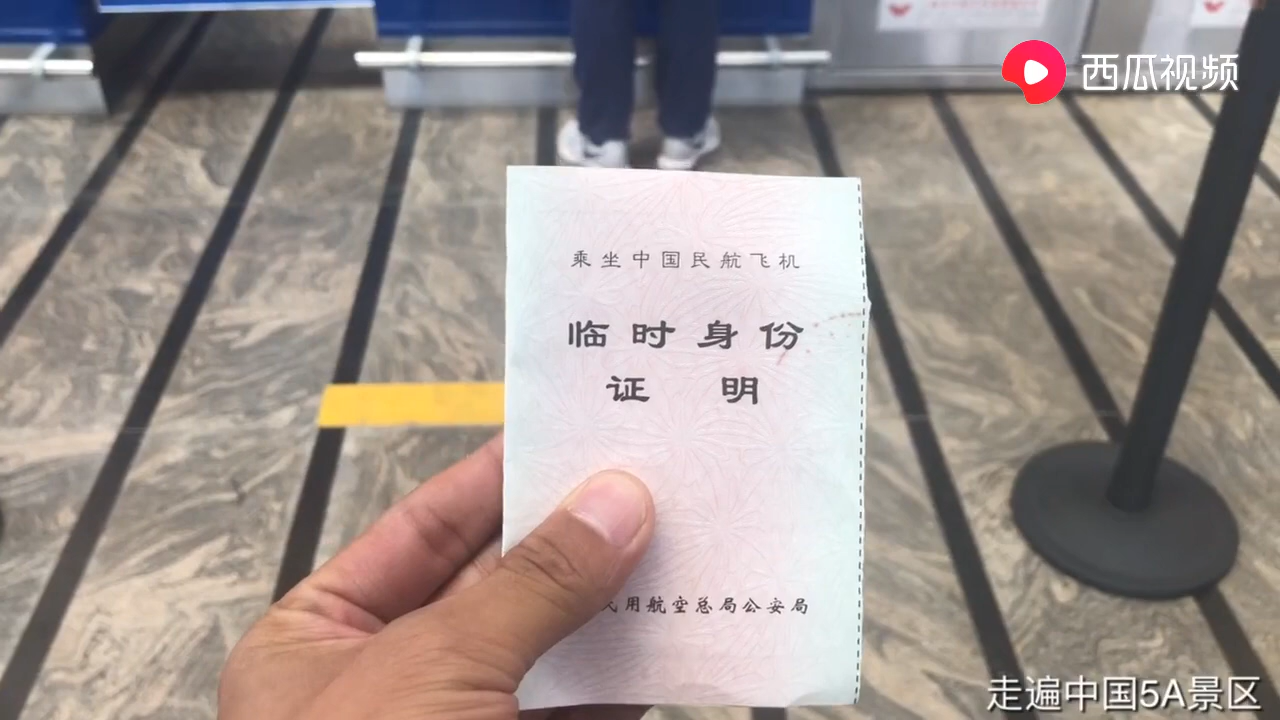 西瓜视频
乘坐中国民航飞机
临时身份
证明
民用航空总局公安局
走遍中国5A景区